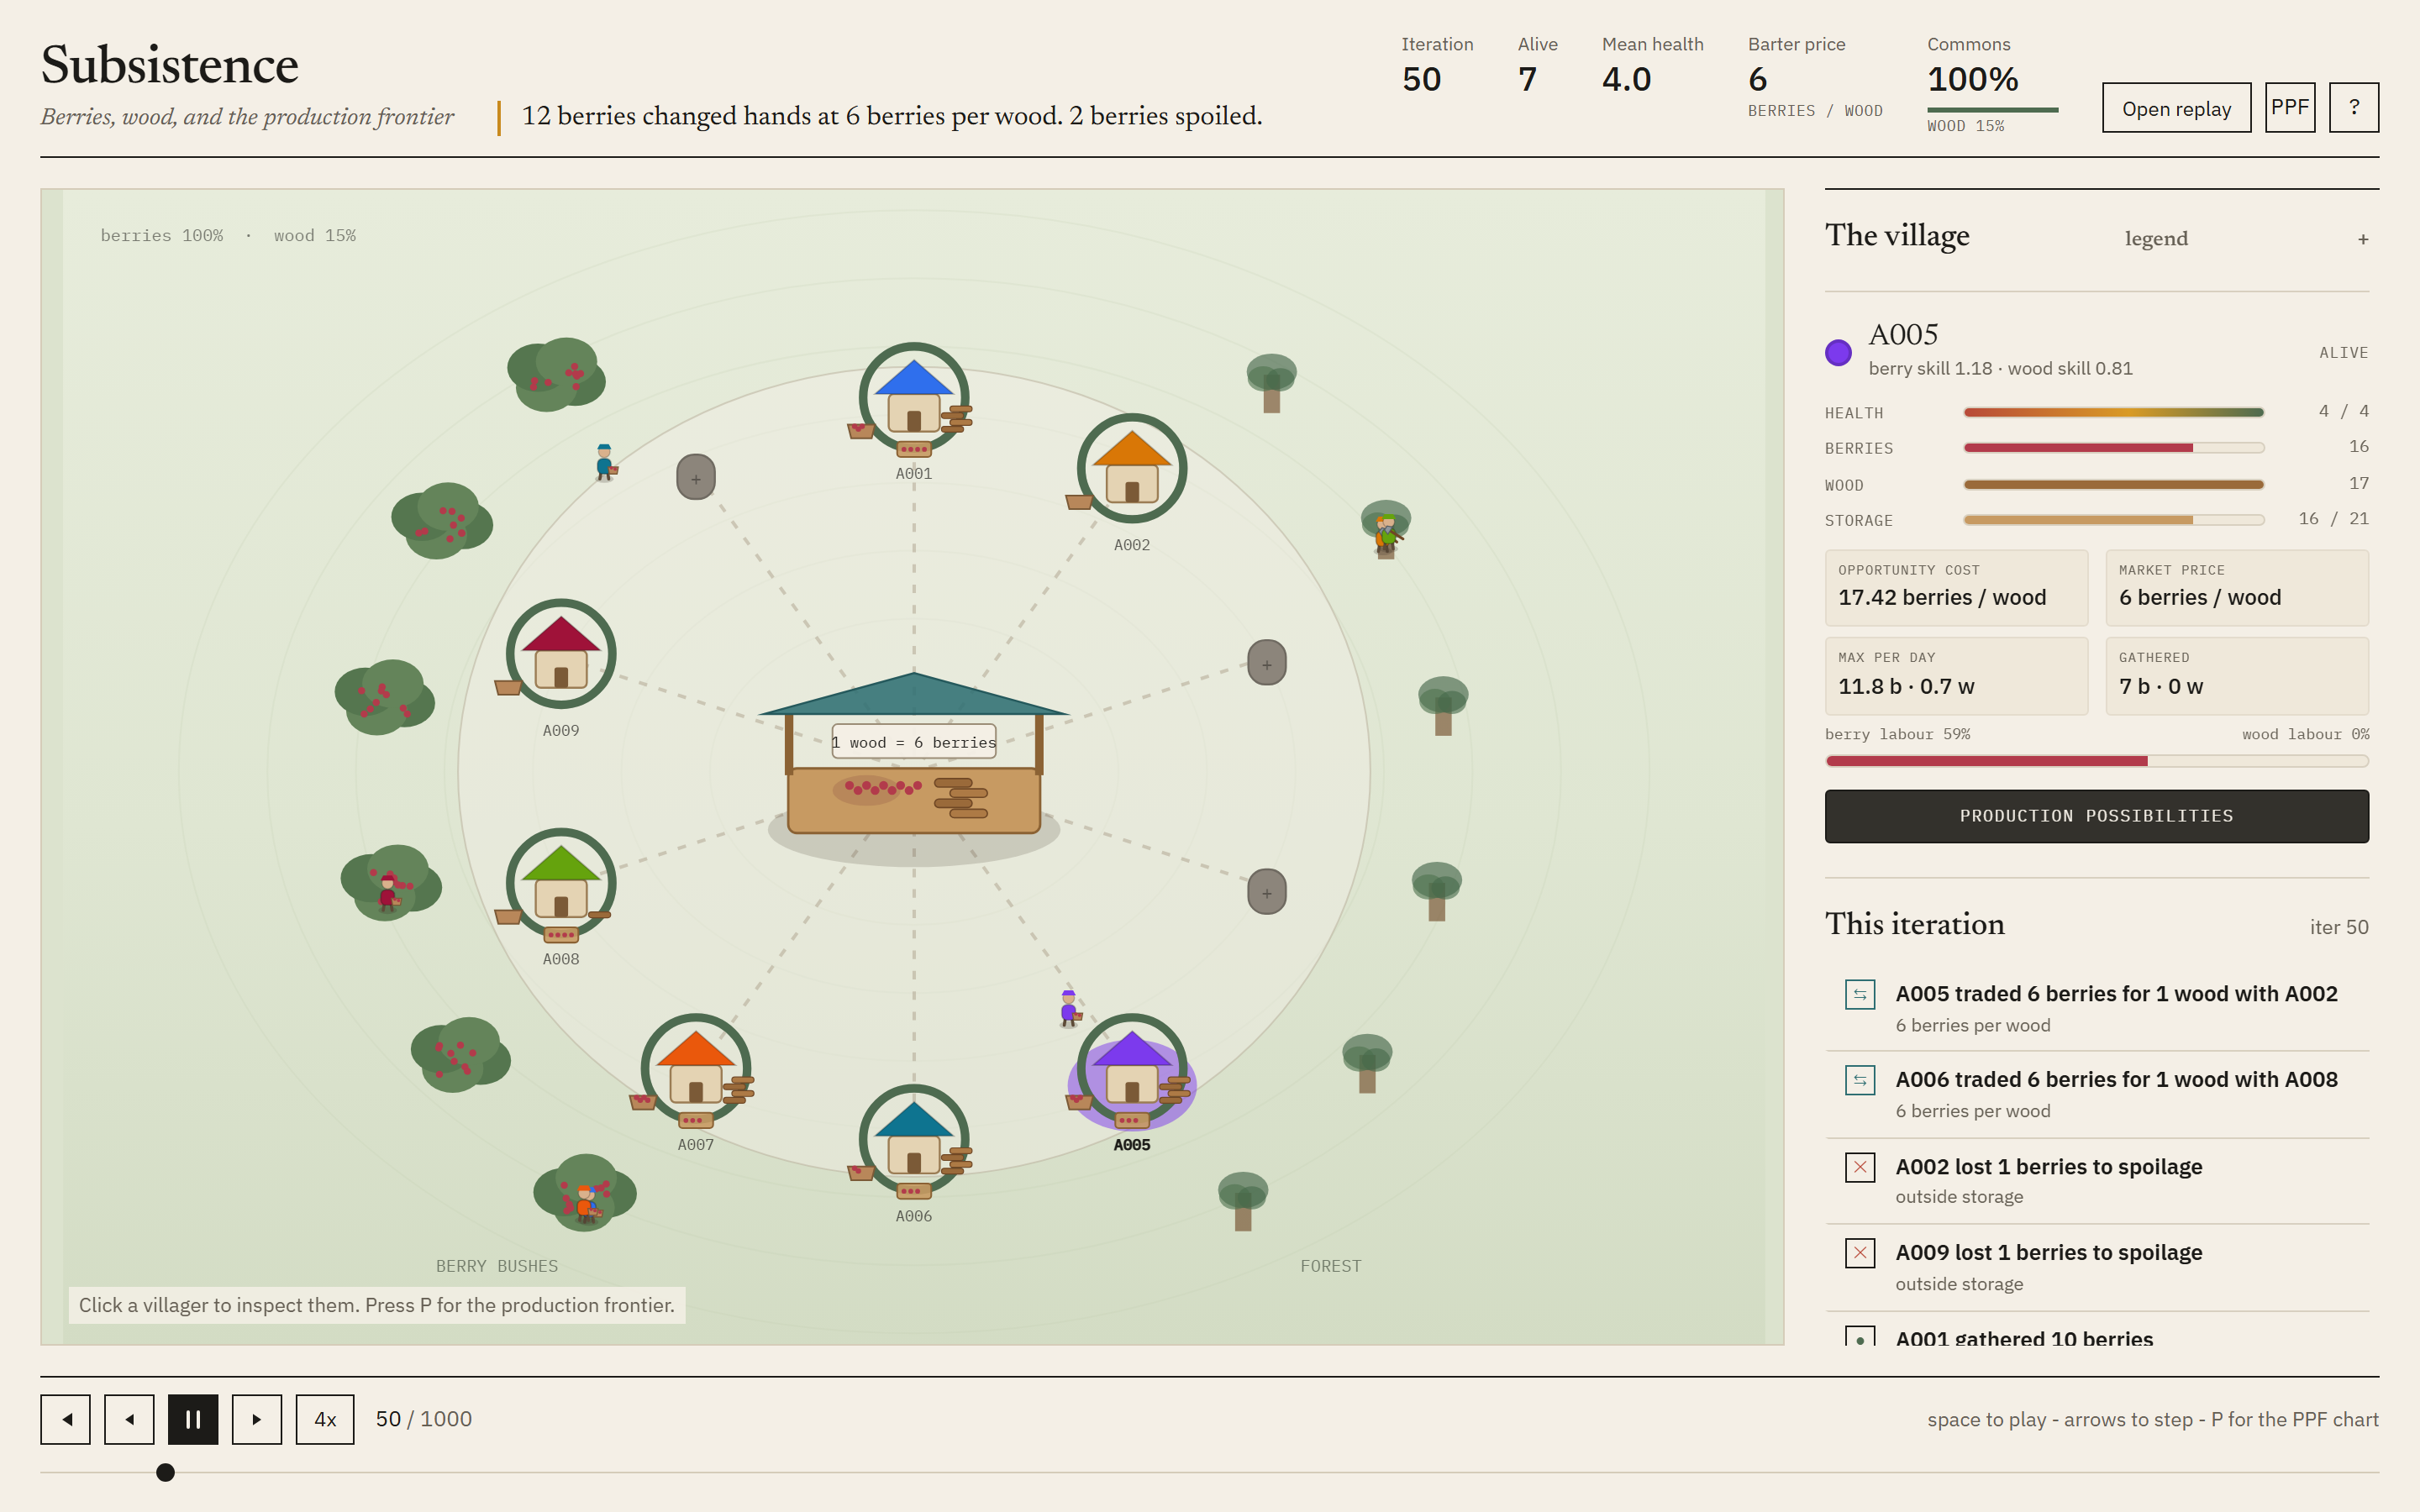 Subsistence
Berries, wood, and the production frontier
12 berries changed hands at 6 berries per wood. 2 berries spoiled.
Iteration
50
Alive
7
Mean health
4.0
Barter price
6
BERRIES / WOOD
Commons
100%
WOOD 15%
Open replay
PPF
?
berries 100% · wood 15%
A001
A002
A009
A008
A007
A006
A005
+
+
+
1 wood = 6 berries
BERRY BUSHES
FOREST
Click a villager to inspect them. Press P for the production frontier.
The village
legend
+
A005
berry skill 1.18 · wood skill 0.81
ALIVE
HEALTH
4 / 4
BERRIES
16
WOOD
17
STORAGE
16 / 21
OPPORTUNITY COST
17.42 berries / wood
MARKET PRICE
6 berries / wood
MAX PER DAY
11.8 b · 0.7 w
GATHERED
7 b · 0 w
berry labour 59%
wood labour 0%
PRODUCTION POSSIBILITIES
This iteration
iter 50
A005 traded 6 berries for 1 wood with A002
6 berries per wood
A006 traded 6 berries for 1 wood with A008
6 berries per wood
A002 lost 1 berries to spoilage
outside storage
A009 lost 1 berries to spoilage
outside storage
A001 gathered 10 berries
4x
50 / 1000
space to play - arrows to step - P for the PPF chart